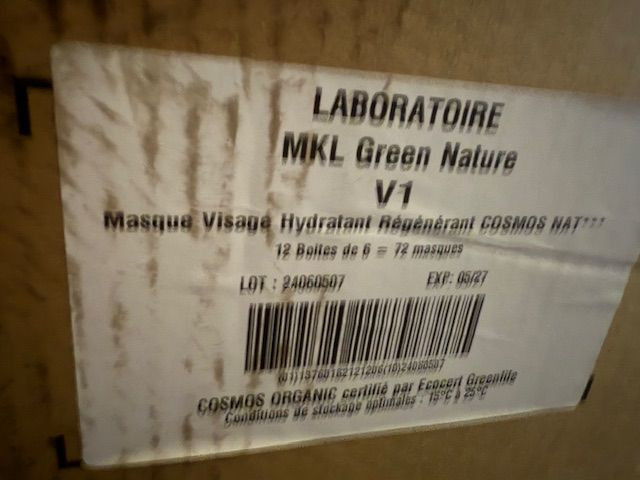 LABORATOIRE
MKL Green Nature
V1
Masque Visage Hydratant Régénérant COSMOS NAT
12 Boites de 6 = 72 masques
LOT : 24060507 EXP: 05/27
COSMOS ORGANIC certifié par Ecocert Greenlife
Conditions de stockage optimales : 15°C à 25°C